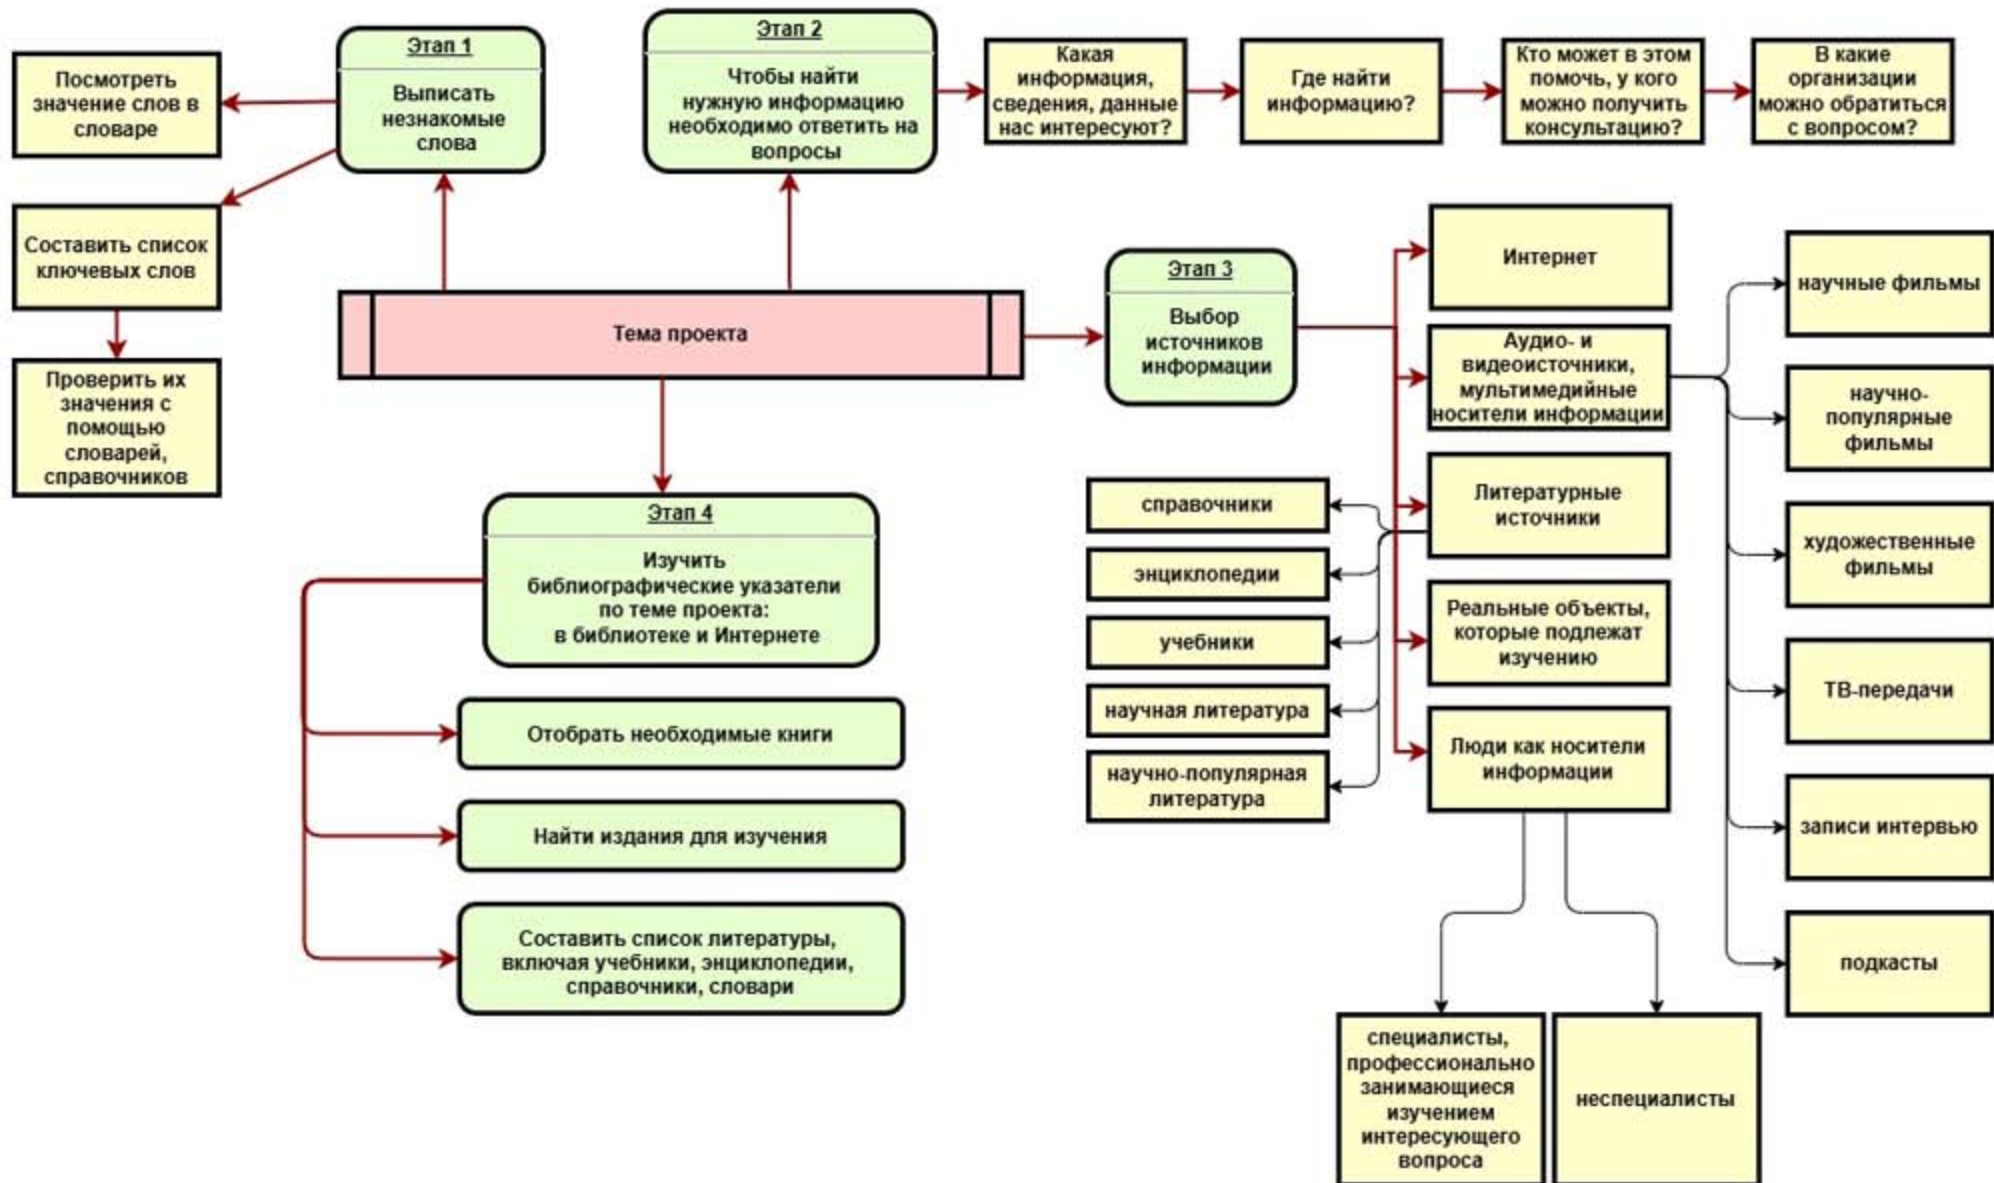 Этап 1
Выписать
незнакомые
слова
Посмотреть
значение слов в
словаре
Составить список
ключевых слов
Проверить их
значения с
помощью
словарей,
справочников
Этап 2
Чтобы найти
нужную информацию
необходимо ответить на
вопросы
Какая
информация,
сведения, данные
нас интересуют?
Где найти
информацию?
Кто может в этом
помочь, у кого
можно получить
консультацию?
В какие
организации
можно обратиться
с вопросом?
Тема проекта
Этап 3
Выбор
источников
информации
Интернет
Аудио- и
видеоисточники,
мультимедийные
носители информации
Литературные
источники
Реальные объекты,
которые подлежат
изучению
Люди как носители
информации
научные фильмы
научно-
популярные
фильмы
художественные
фильмы
ТВ-передачи
записи интервью
подкасты
справочники
энциклопедии
учебники
научная литература
научно-популярная
литература
специалисты,
профессионально
занимающиеся
изучением
интересующего
вопроса
неспециалисты
Этап 4
Изучить
библиографические указатели
по теме проекта:
в библиотеке и Интернете
Отобрать необходимые книги
Найти издания для изучения
Составить список литературы,
включая учебники, энциклопедии,
справочники, словари